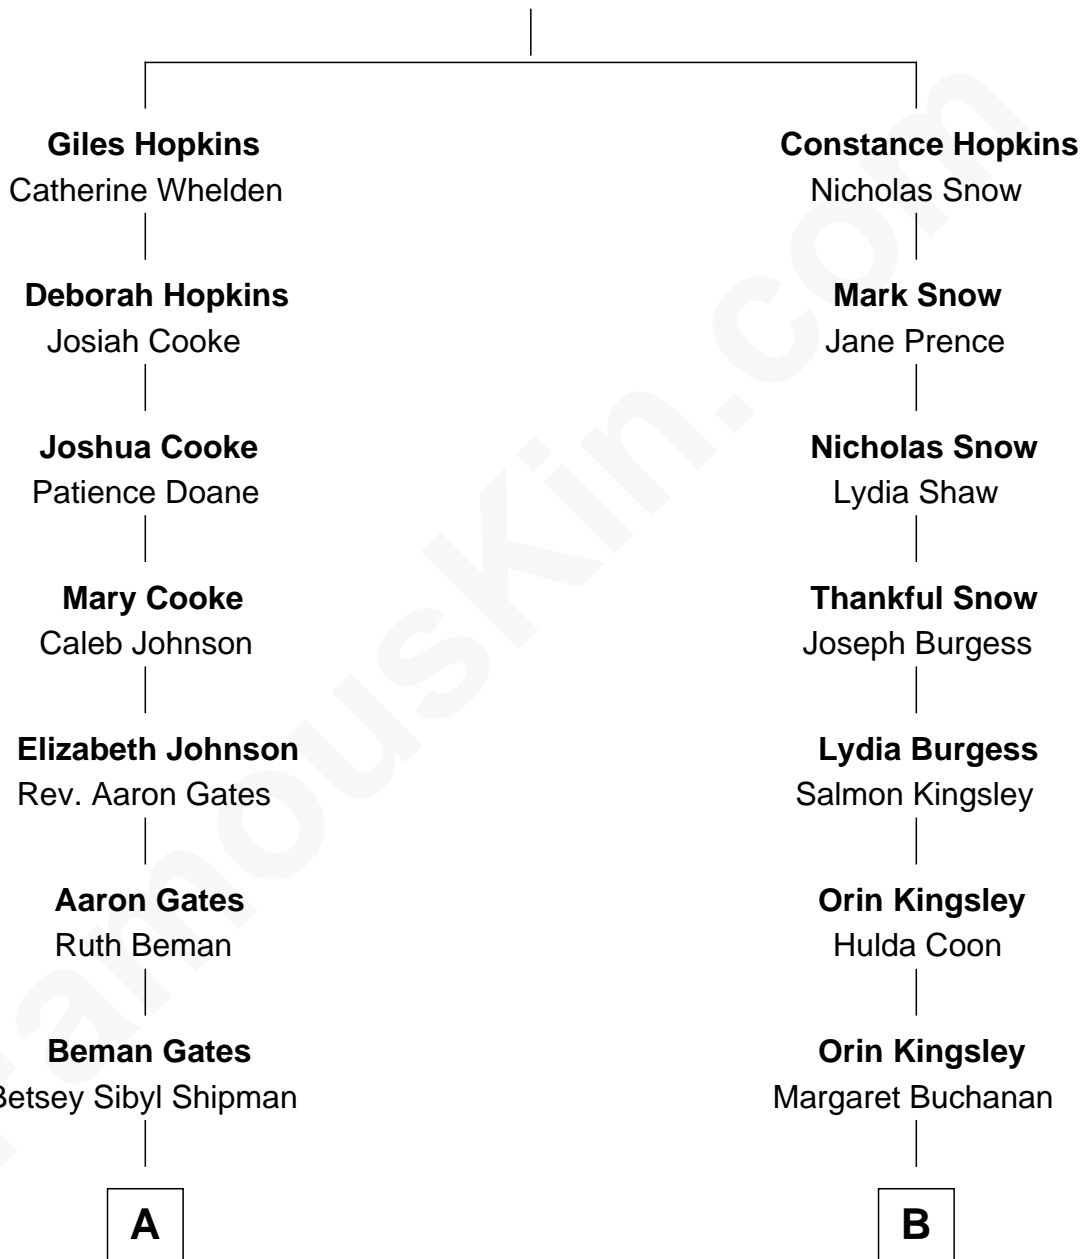 Giles Hopkins
Catherine Whelden
Constance Hopkins
Nicholas Snow
Deborah Hopkins
Josiah Cooke
Mark Snow
Jane Prence
Joshua Cooke
Patience Doane
Nicholas Snow
Lydia Shaw
Mary Cooke
Caleb Johnson
Thankful Snow
Joseph Burgess
Elizabeth Johnson
Rev. Aaron Gates
Lydia Burgess
Salmon Kingsley
Aaron Gates
Ruth Beman
Orin Kingsley
Hulda Coon
Beman Gates
Betsey Sibyl Shipman
Orin Kingsley
Margaret Buchanan
A
B
FamousKin.com